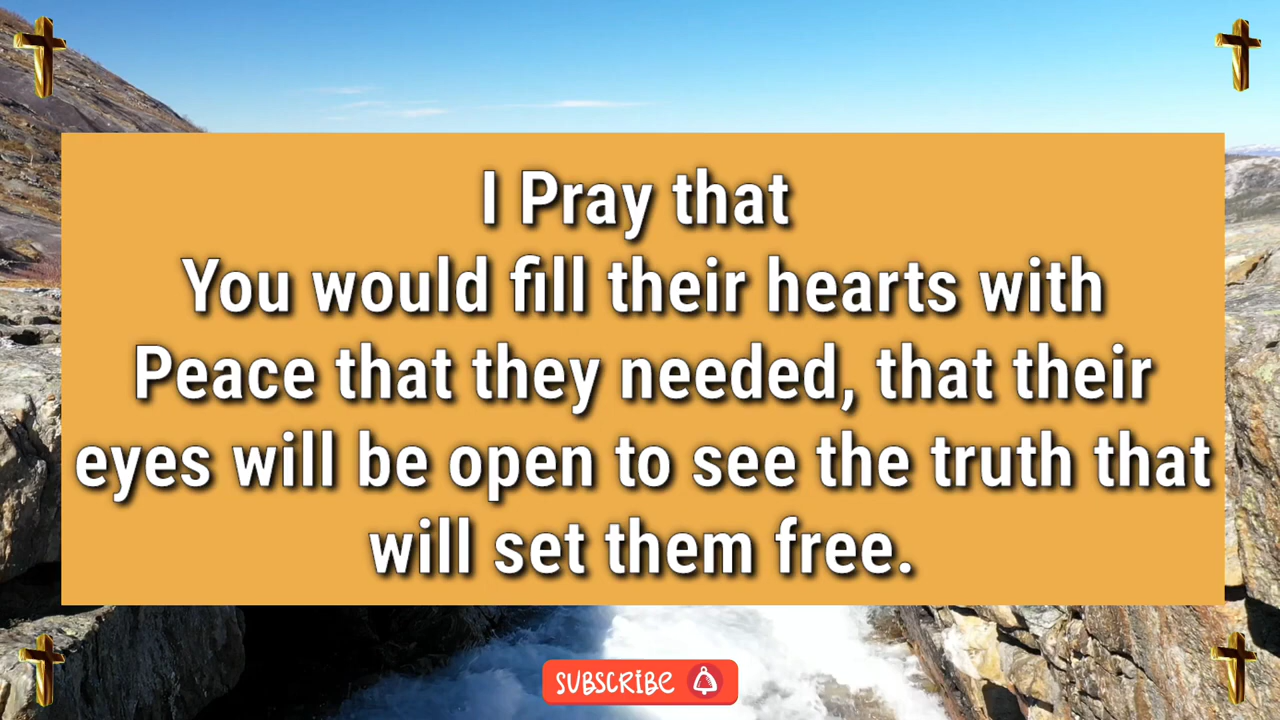 I Pray that
You would fill their hearts with
Peace that they needed, that their
eyes will be open to see the truth that
will set them free.
SUBSCRIBE